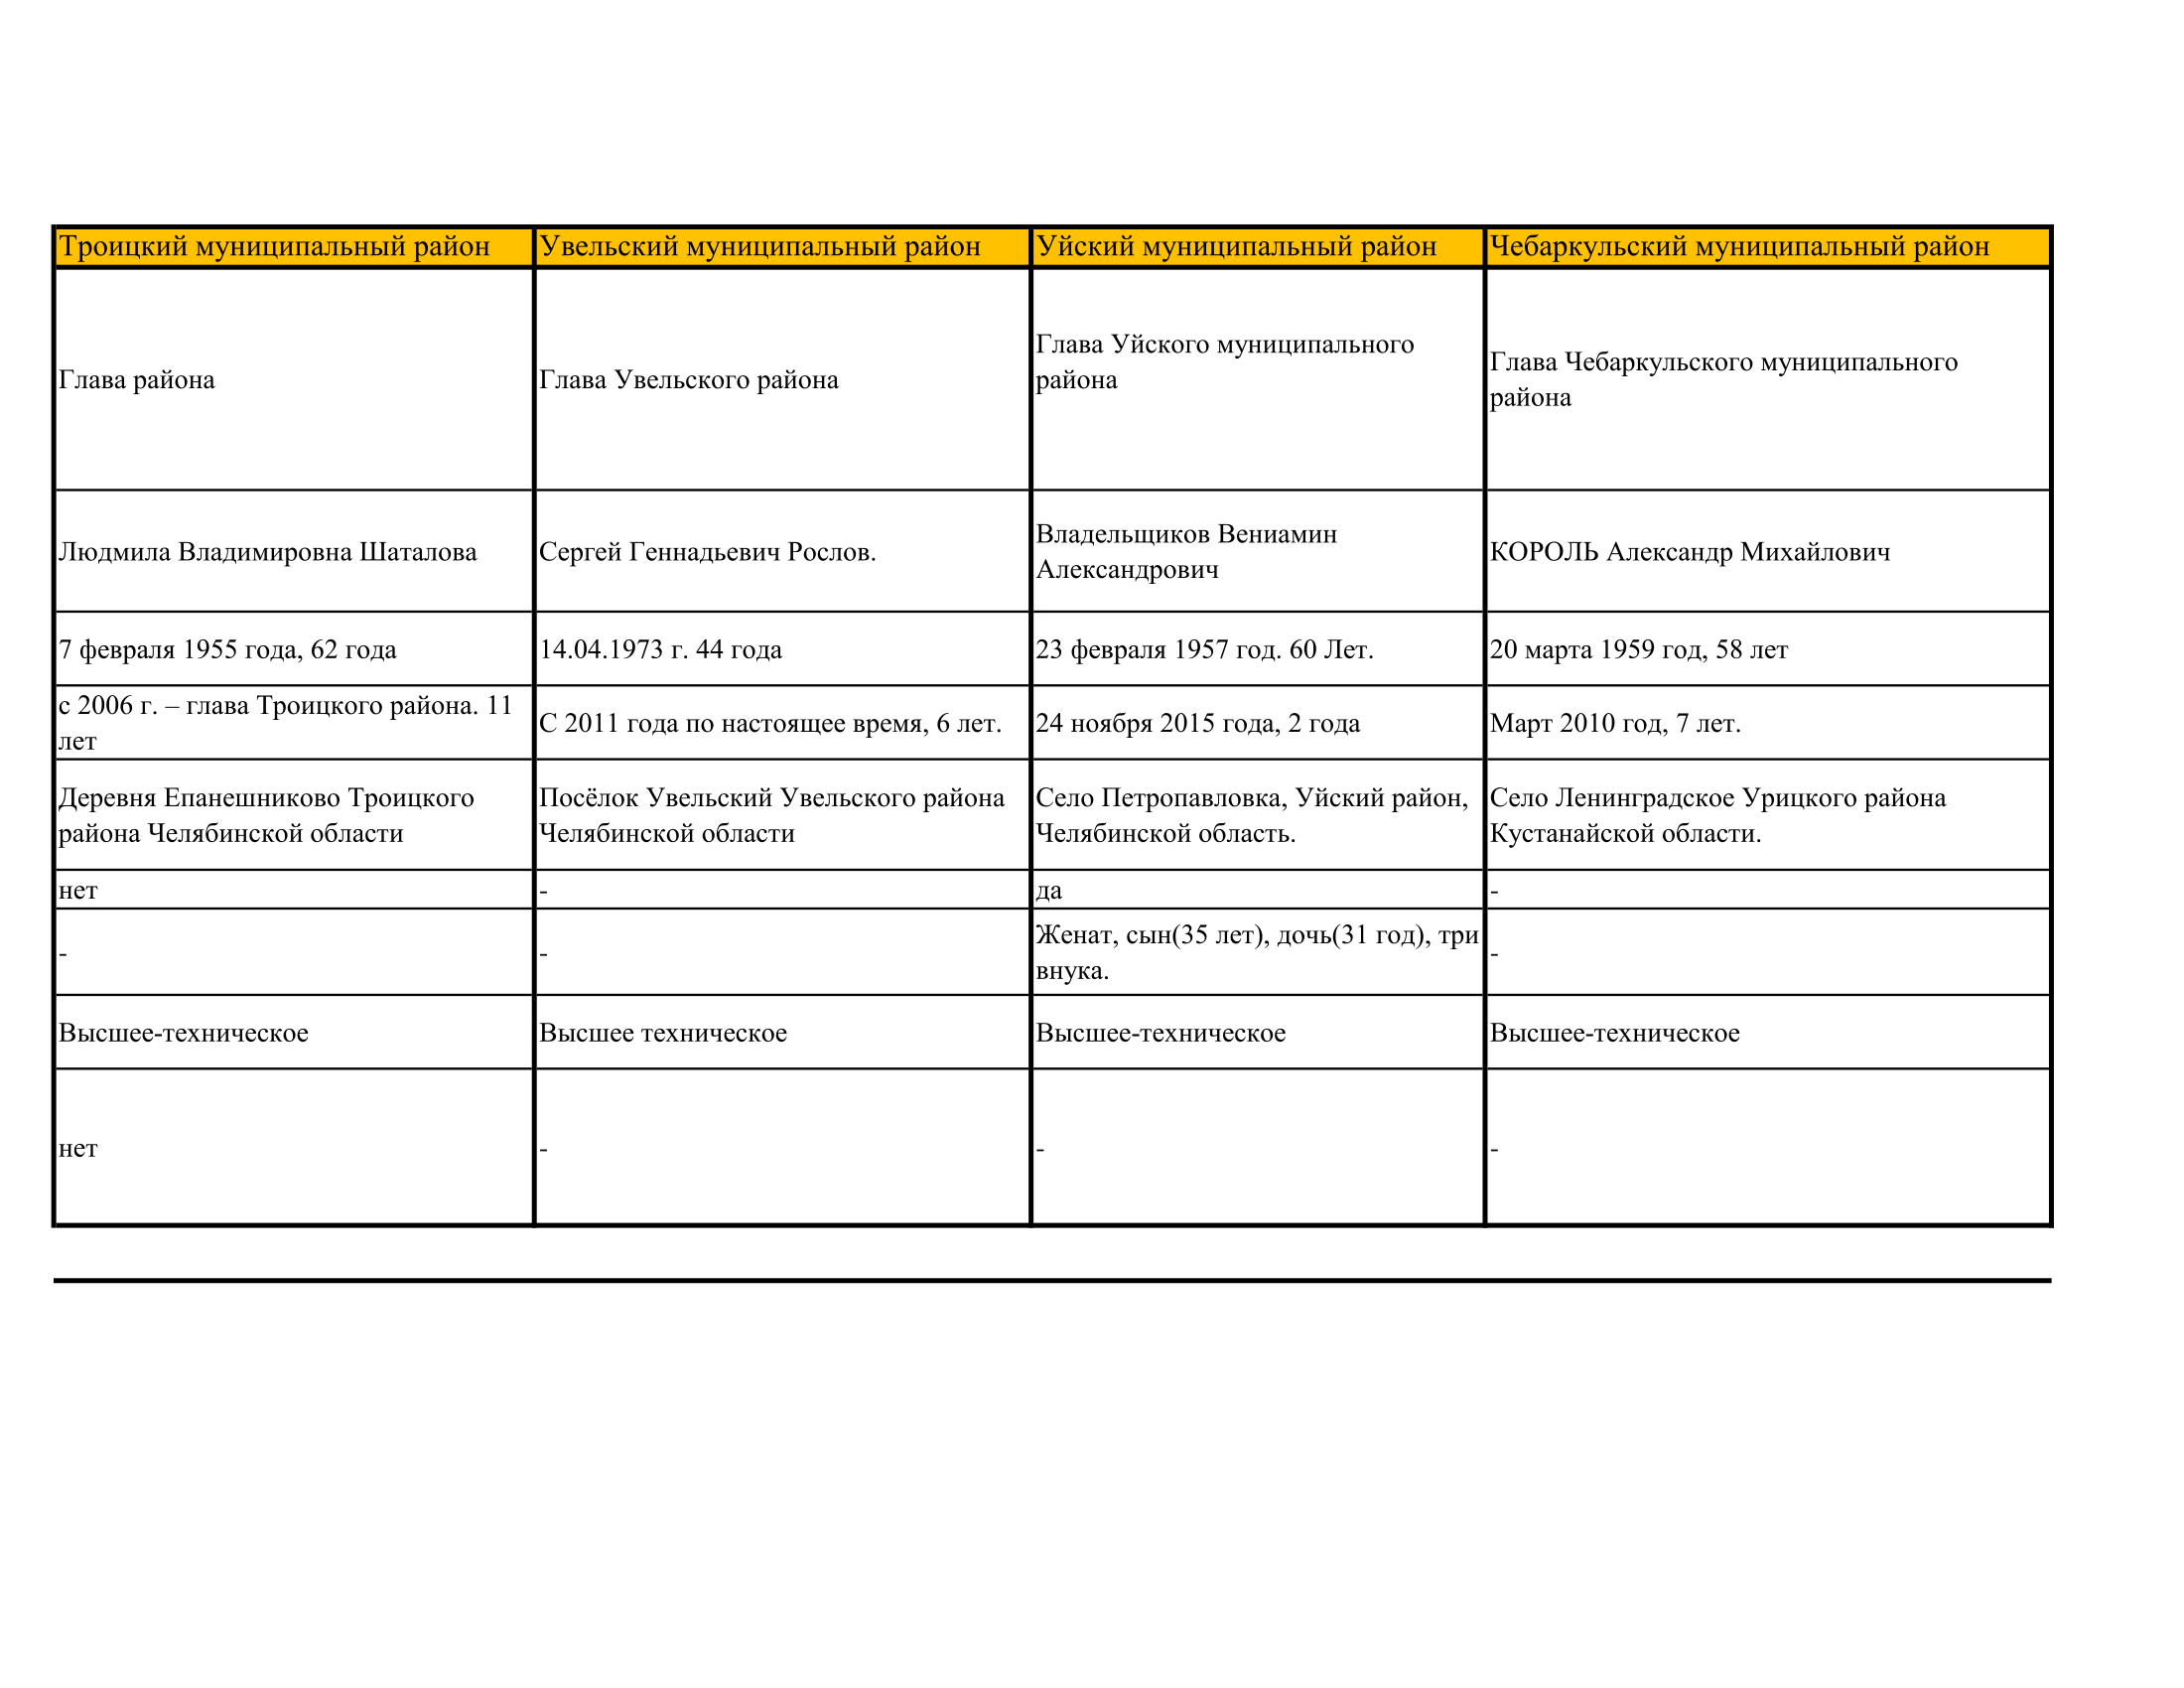 Троицкий муниципальный район
Увельский муниципальный район
Уйский муниципальный район
Чебаркульский муниципальный район
Глава района
Глава Увельского района
Глава Уйского муниципального
района
Глава Чебаркульского муниципального
района
Людмила Владимировна Шаталова
Сергей Геннадьевич Рослов.
Владельщиков Вениамин
Александрович
КОРОЛЬ Александр Михайлович
7 февраля 1955 года, 62 года
14.04.1973 г. 44 года
23 февраля 1957 год. 60 Лет.
20 марта 1959 год, 58 лет
с 2006 г. – глава Троицкого района. 11
лет
С 2011 года по настоящее время, 6 лет.
24 ноября 2015 года, 2 года
Март 2010 год, 7 лет.
Деревня Епанешниково Троицкого
района Челябинской области
Посёлок Увельский Увельского района
Челябинской области
Село Петропавловка, Уйский район,
Челябинской область.
Село Ленинградское Урицкого района
Кустанайской области.
нет
-
да
-
-
-
Женат, сын(35 лет), дочь(31 год), три
внука.
-
Высшее-техническое
Высшее техническое
Высшее-техническое
Высшее-техническое
нет
-
-
-